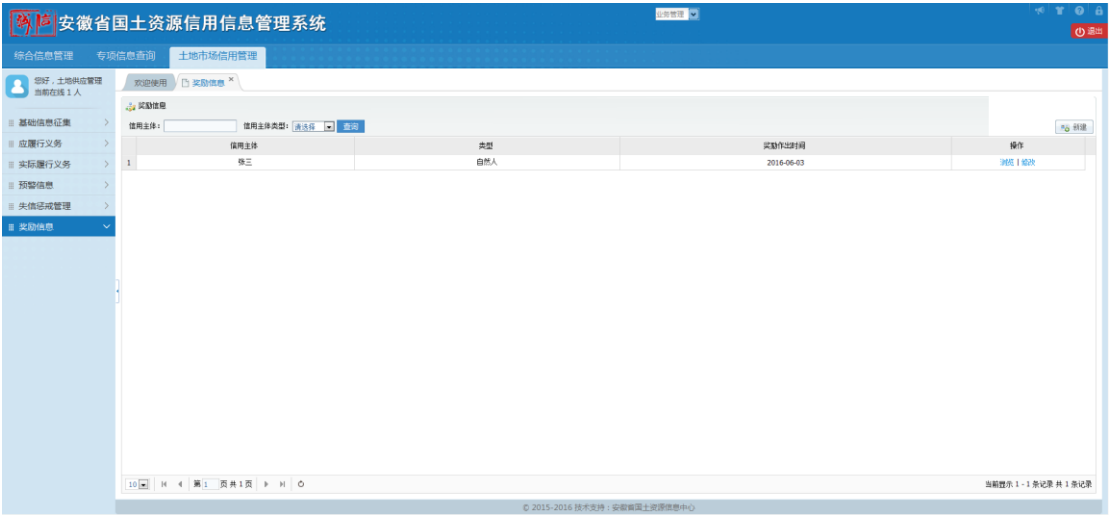 诚信 安徽省国土资源信用信息管理系统
业务管理
退出
综合信息管理 专项信息查询 土地市场信用管理
您好，土地供应管理
当前在线 1 人
欢迎使用 奖励信息 ×
奖励信息
信用主体： 信用主体类型： 请选择 查询
新建
基础信息征集
应履行义务
实际履行义务
预警信息
失信惩戒管理
奖励信息
信用主体 类型 奖励作出时间 操作
1 张三 自然人 2016-06-03 浏览 | 修改
10 第 1 页 共 1 页
当前显示 1 - 1 条记录 共 1 条记录
© 2015-2016 技术支持：安徽省国土资源信息中心